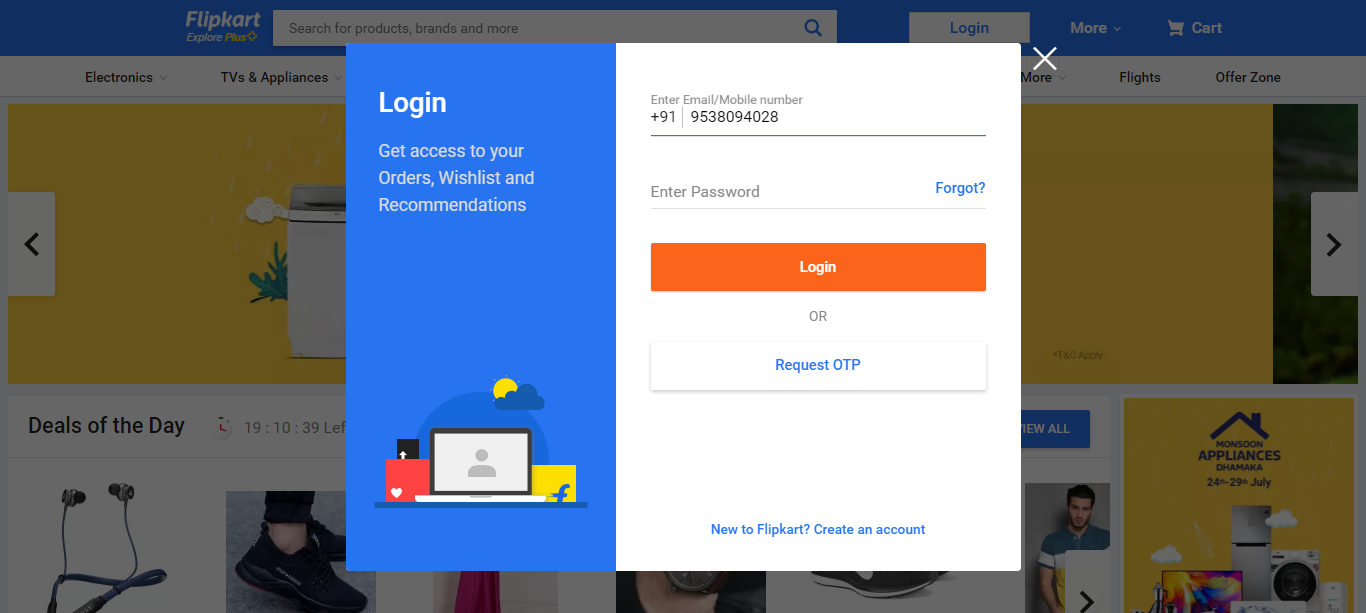 Flipkart
Explore Plus
Search for products, brands and more
Login
More
Cart
Electronics
TVs & Appliances
More
Flights
Offer Zone
Login
Get access to your
Orders, Wishlist and
Recommendations
Enter Email/Mobile number
+91 9538094028
Enter Password
Forgot?
Login
OR
Request OTP
New to Flipkart? Create an account
*T&C Apply
Deals of the Day
19 : 10 : 39 Lef
VIEW ALL
MONSOON
APPLIANCES
DHAMAKA
24th-29th July